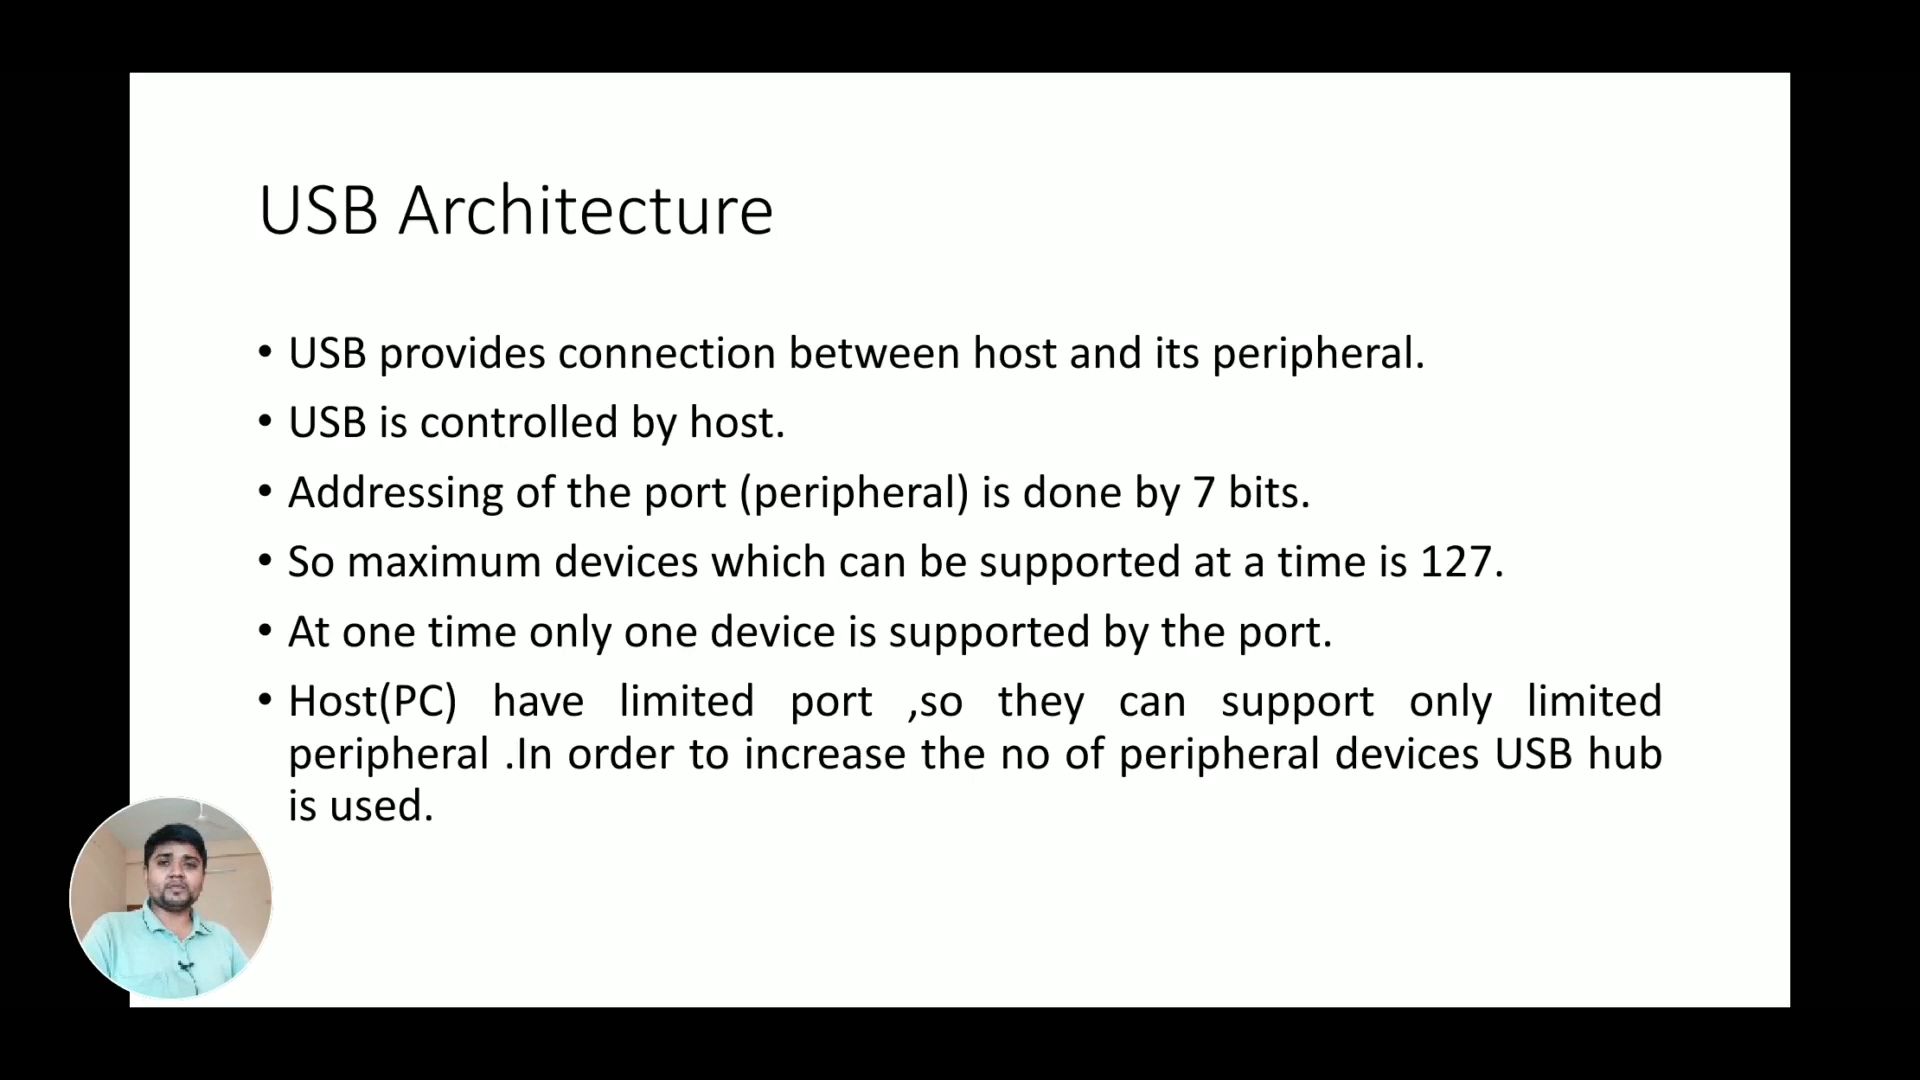 USB Architecture
• USB provides connection between host and its peripheral.
• USB is controlled by host.
• Addressing of the port (peripheral) is done by 7 bits.
• So maximum devices which can be supported at a time is 127.
• At one time only one device is supported by the port.
• Host(PC) have limited port ,so they can support only limited
peripheral .In order to increase the no of peripheral devices USB hub
is used.